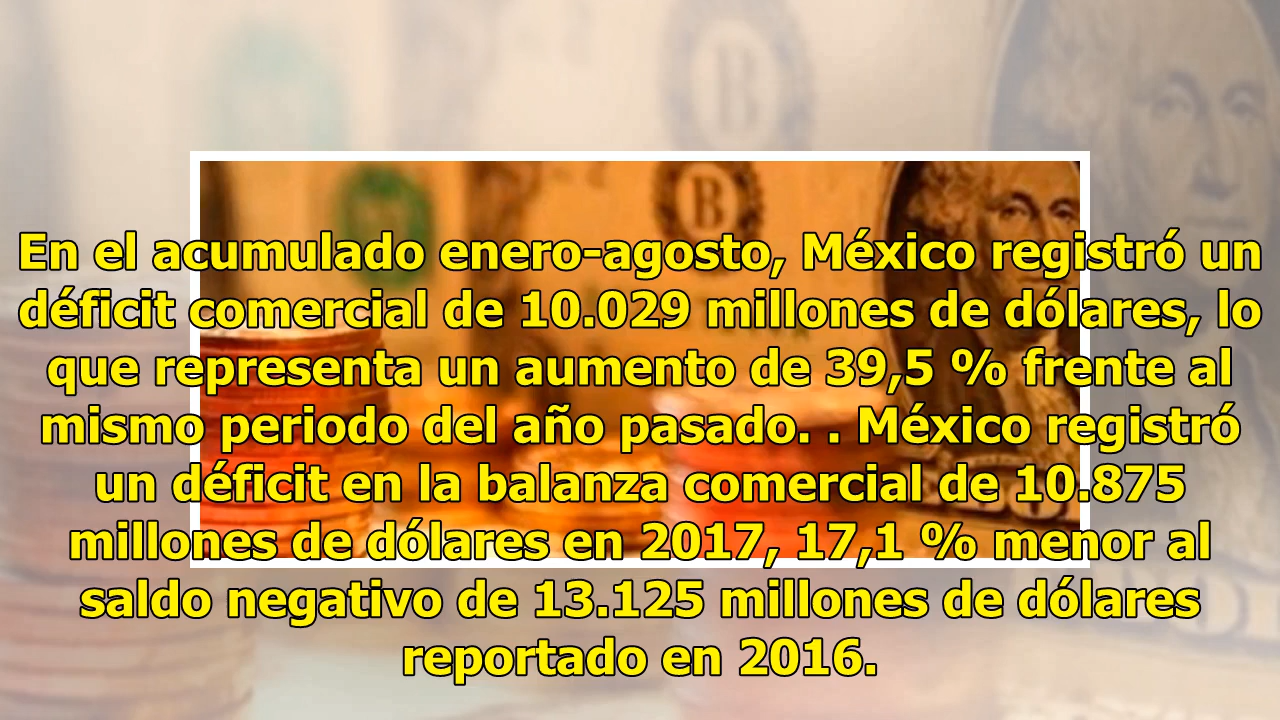 B
B
En el acumulado enero-agosto, México registró un
déficit comercial de 10.029 millones de dólares, lo
que representa un aumento de 39,5 % frente al
mismo periodo del año pasado. . México registró
un déficit en la balanza comercial de 10.875
millones de dólares en 2017, 17,1 % menor al
saldo negativo de 13.125 millones de dólares
reportado en 2016.